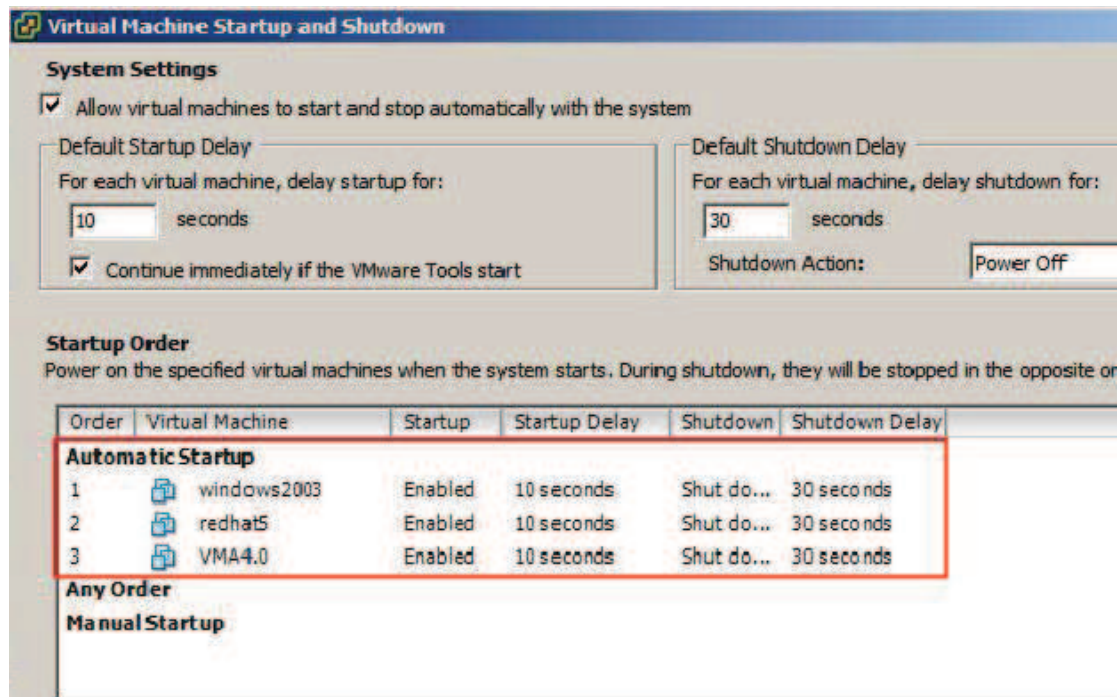 Virtual Machine Startup and Shutdown
System Settings
Allow virtual machines to start and stop automatically with the system
Default Startup Delay
For each virtual machine, delay startup for:
10 seconds
Continue immediately if the VMware Tools start
Default Shutdown Delay
For each virtual machine, delay shutdown for:
30 seconds
Shutdown Action: Power Off
Startup Order
Power on the specified virtual machines when the system starts. During shutdown, they will be stopped in the opposite or
Order Virtual Machine Startup Startup Delay Shutdown Shutdown Delay
Automatic Startup
1 windows2003 Enabled 10 seconds Shut do... 30 seconds
2 redhat5 Enabled 10 seconds Shut do... 30 seconds
3 VMA4.0 Enabled 10 seconds Shut do... 30 seconds
Any Order
Manual Startup